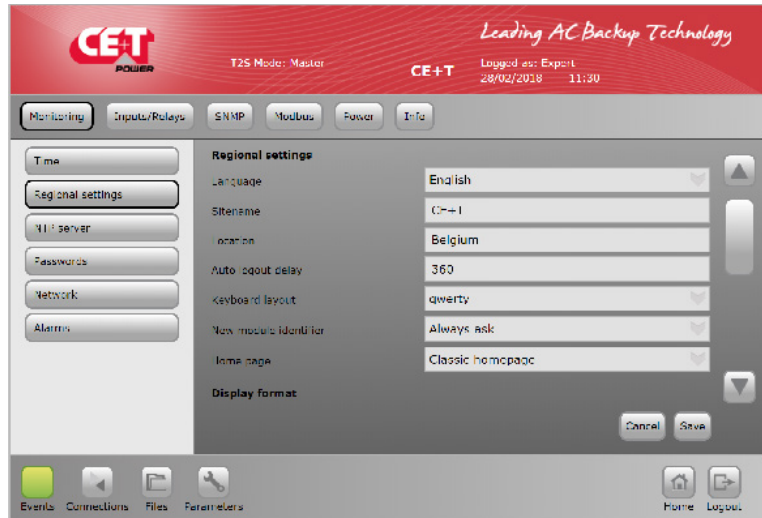 CE+T
POWER
Leading AC Backup Technology
T2S Mode: Master
CE+T
Logged as: Expert
28/02/2018 11:30
Monitoring
Inputs/Relays
SNMP
Modbus
Power
Info
Time
Regional settings
NTP server
Passwords
Network
Alarms
Regional settings
Language English
Sitename CE+T
Location Belgium
Auto logout delay 360
Keyboard layout qwerty
New module identifier Always ask
Home page Classic homepage
Display format
Cancel
Save
Events
Connections
Files
Parameters
Home
Logout